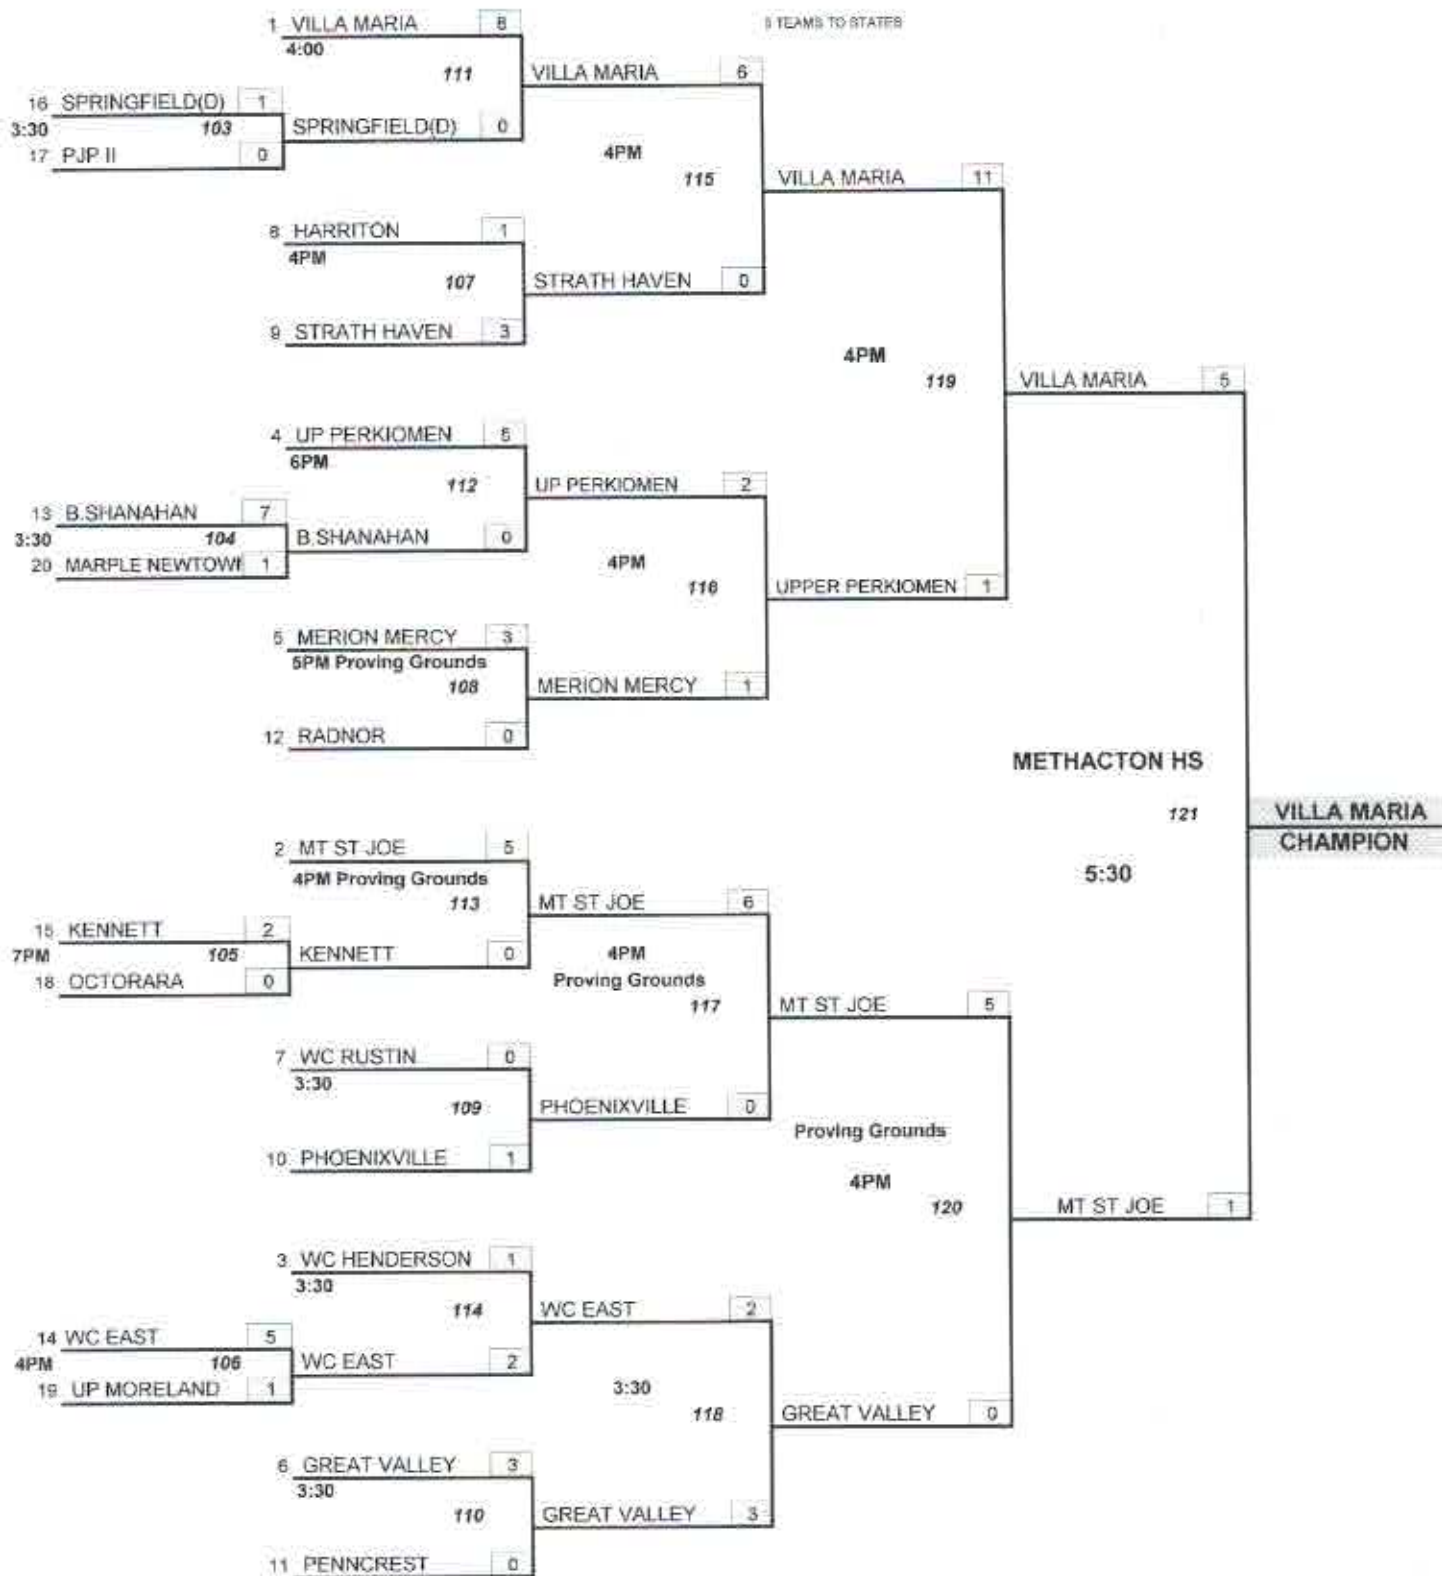 1 VILLA MARIA 8
TEAMS TO STATES
4:00
111
VILLA MARIA 6
16 SPRINGFIELD(D) 1
3:30
103
SPRINGFIELD(D) 0
17 PJP II 0
4PM
115
VILLA MARIA 11
8 HARRITON 1
4PM
107
STRATH HAVEN 0
9 STRATH HAVEN 3
4PM
119
VILLA MARIA 5
4 UP PERKIOMEN 5
6PM
112
UP PERKIOMEN 2
13 B.SHANAHAN 7
3:30
104
B.SHANAHAN 0
20 MARPLE NEWTOWN 1
4PM
116
UPPER PERKIOMEN 1
5 MERION MERCY 3
5PM Proving Grounds
108
MERION MERCY 1
12 RADNOR 0
METHACTON HS
121
VILLA MARIA
CHAMPION
5:30
2 MT ST JOE 5
4PM Proving Grounds
113
MT ST JOE 6
15 KENNETT 2
7PM
105
KENNETT 0
18 OCTORARA 0
4PM
Proving Grounds
117
MT ST JOE 5
7 WC RUSTIN 0
3:30
109
PHOENIXVILLE 0
10 PHOENIXVILLE 1
Proving Grounds
4PM
120
MT ST JOE 1
3 WC HENDERSON 1
3:30
114
WC EAST 2
14 WC EAST 5
4PM
106
WC EAST 2
19 UP MORELAND 1
3:30
118
GREAT VALLEY 0
6 GREAT VALLEY 3
3:30
110
GREAT VALLEY 3
11 PENNCREST 0